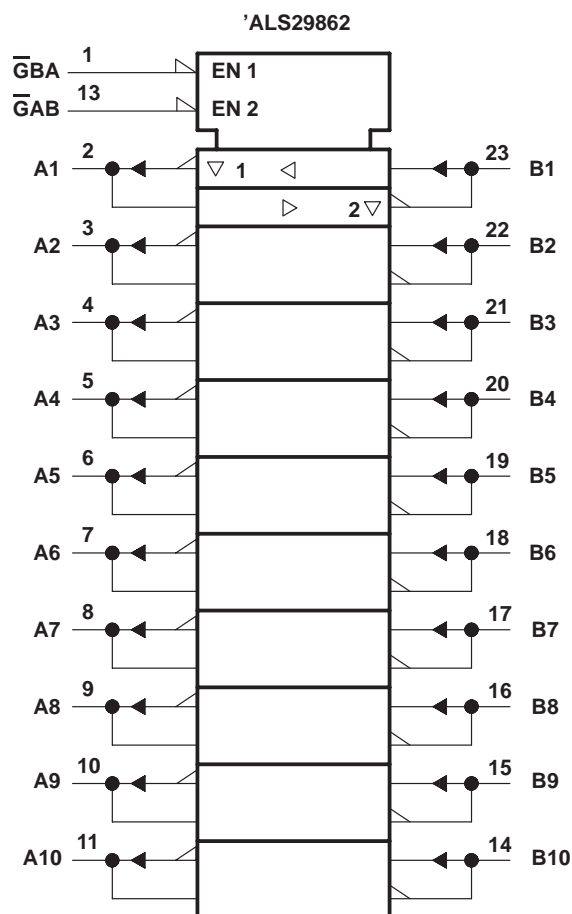 ’ALS29862
G̅BA 1 EN 1
G̅AB 13 EN 2
A1 2 1 23 B1
2
A2 3 22 B2
A3 4 21 B3
A4 5 20 B4
A5 6 19 B5
A6 7 18 B6
A7 8 17 B7
A8 9 16 B8
A9 10 15 B9
A10 11 14 B10